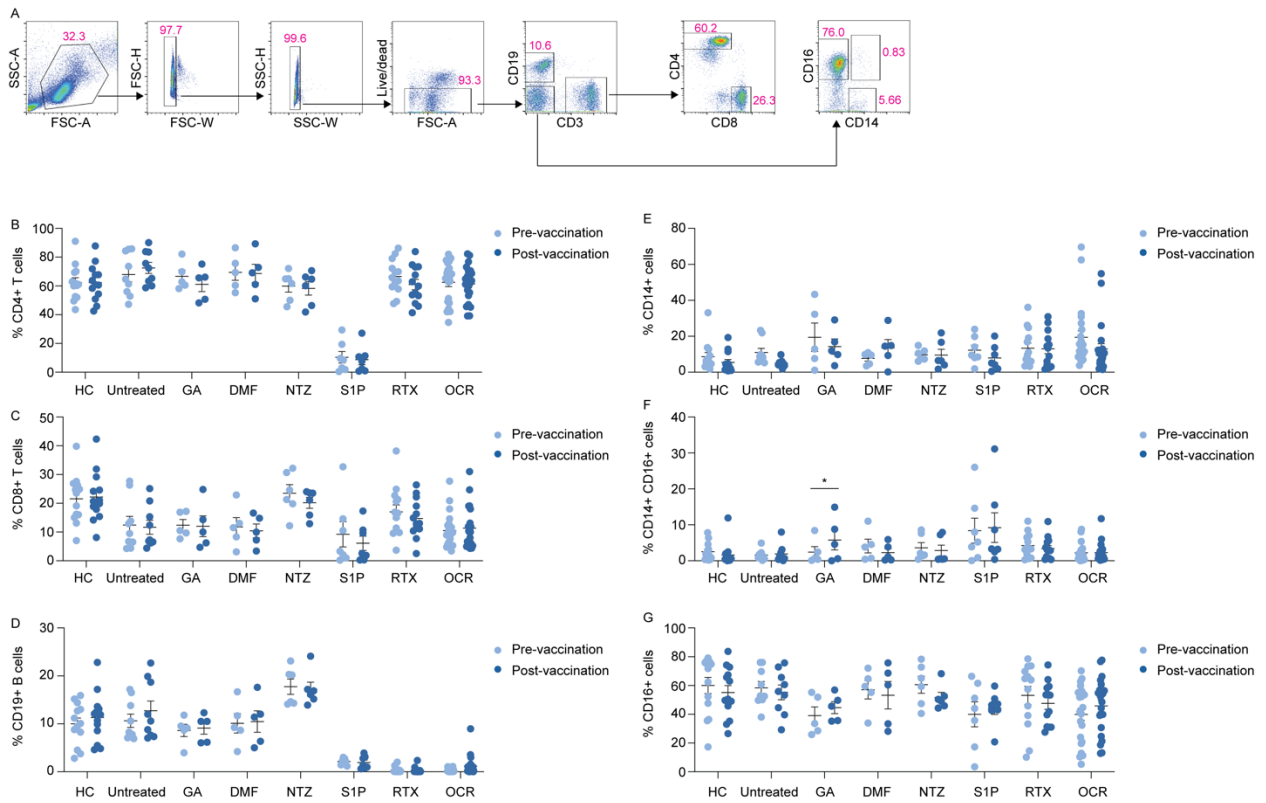 A
SSC-A
32.3
FSC-A
FSC-H
97.7
FSC-W
SSC-H
99.6
SSC-W
Live/dead
93.3
FSC-A
CD19
10.6
CD3
CD4
60.2
26.3
CD8
CD16
76.0
0.83
5.66
CD14
B
% CD4+ T cells
100
80
60
40
20
0
HC Untreated GA DMF NTZ S1P RTX OCR
Pre-vaccination
Post-vaccination
C
% CD8+ T cells
50
40
30
20
10
0
HC Untreated GA DMF NTZ S1P RTX OCR
Pre-vaccination
Post-vaccination
D
% CD19+ B cells
30
20
10
0
HC Untreated GA DMF NTZ S1P RTX OCR
Pre-vaccination
Post-vaccination
E
% CD14+ cells
80
60
40
20
0
HC Untreated GA DMF NTZ S1P RTX OCR
Pre-vaccination
Post-vaccination
F
% CD14+ CD16+ cells
40
30
20
10
0
*
HC Untreated GA DMF NTZ S1P RTX OCR
Pre-vaccination
Post-vaccination
G
% CD16+ cells
100
80
60
40
20
0
HC Untreated GA DMF NTZ S1P RTX OCR
Pre-vaccination
Post-vaccination